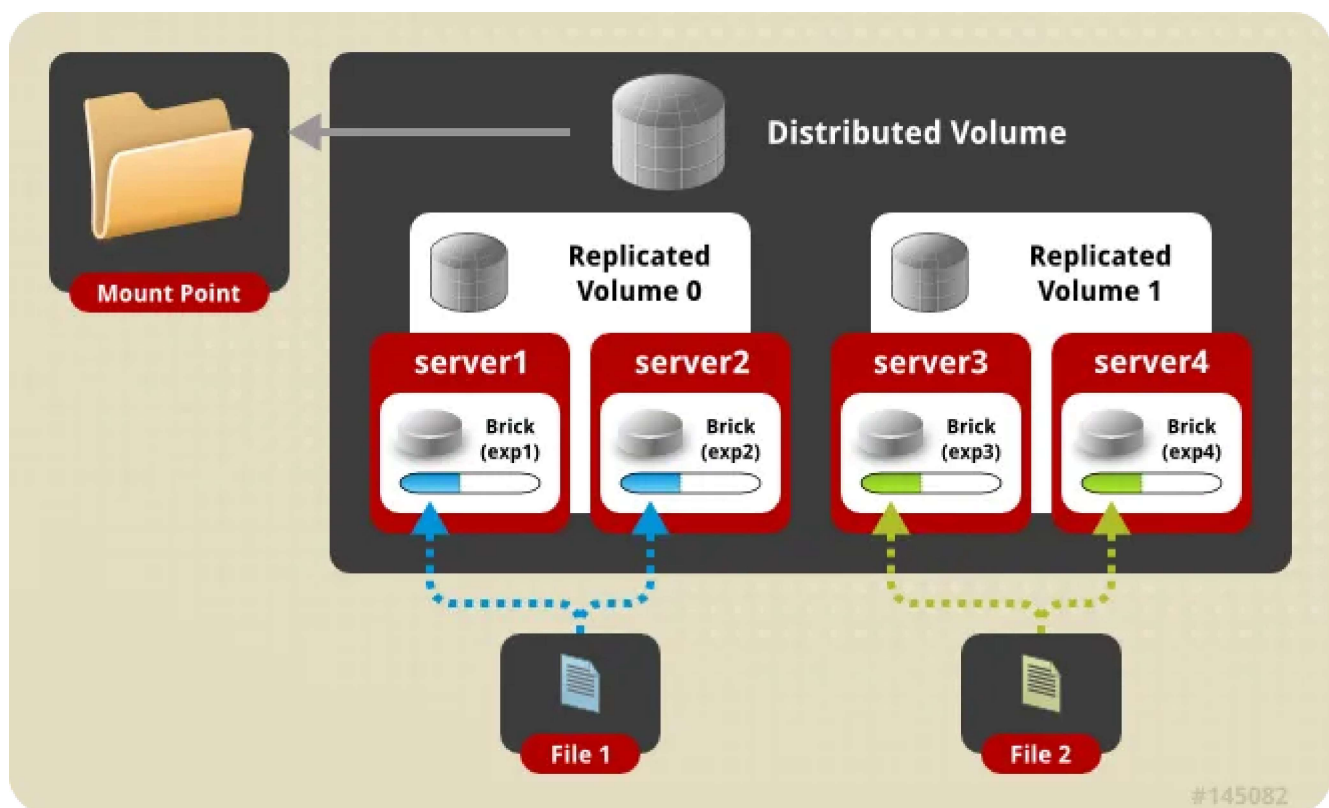 Distributed Volume
Mount Point
Replicated
Volume 0
Replicated
Volume 1
server1
server2
server3
server4
Brick
(exp1)
Brick
(exp2)
Brick
(exp3)
Brick
(exp4)
File 1
File 2
#145082